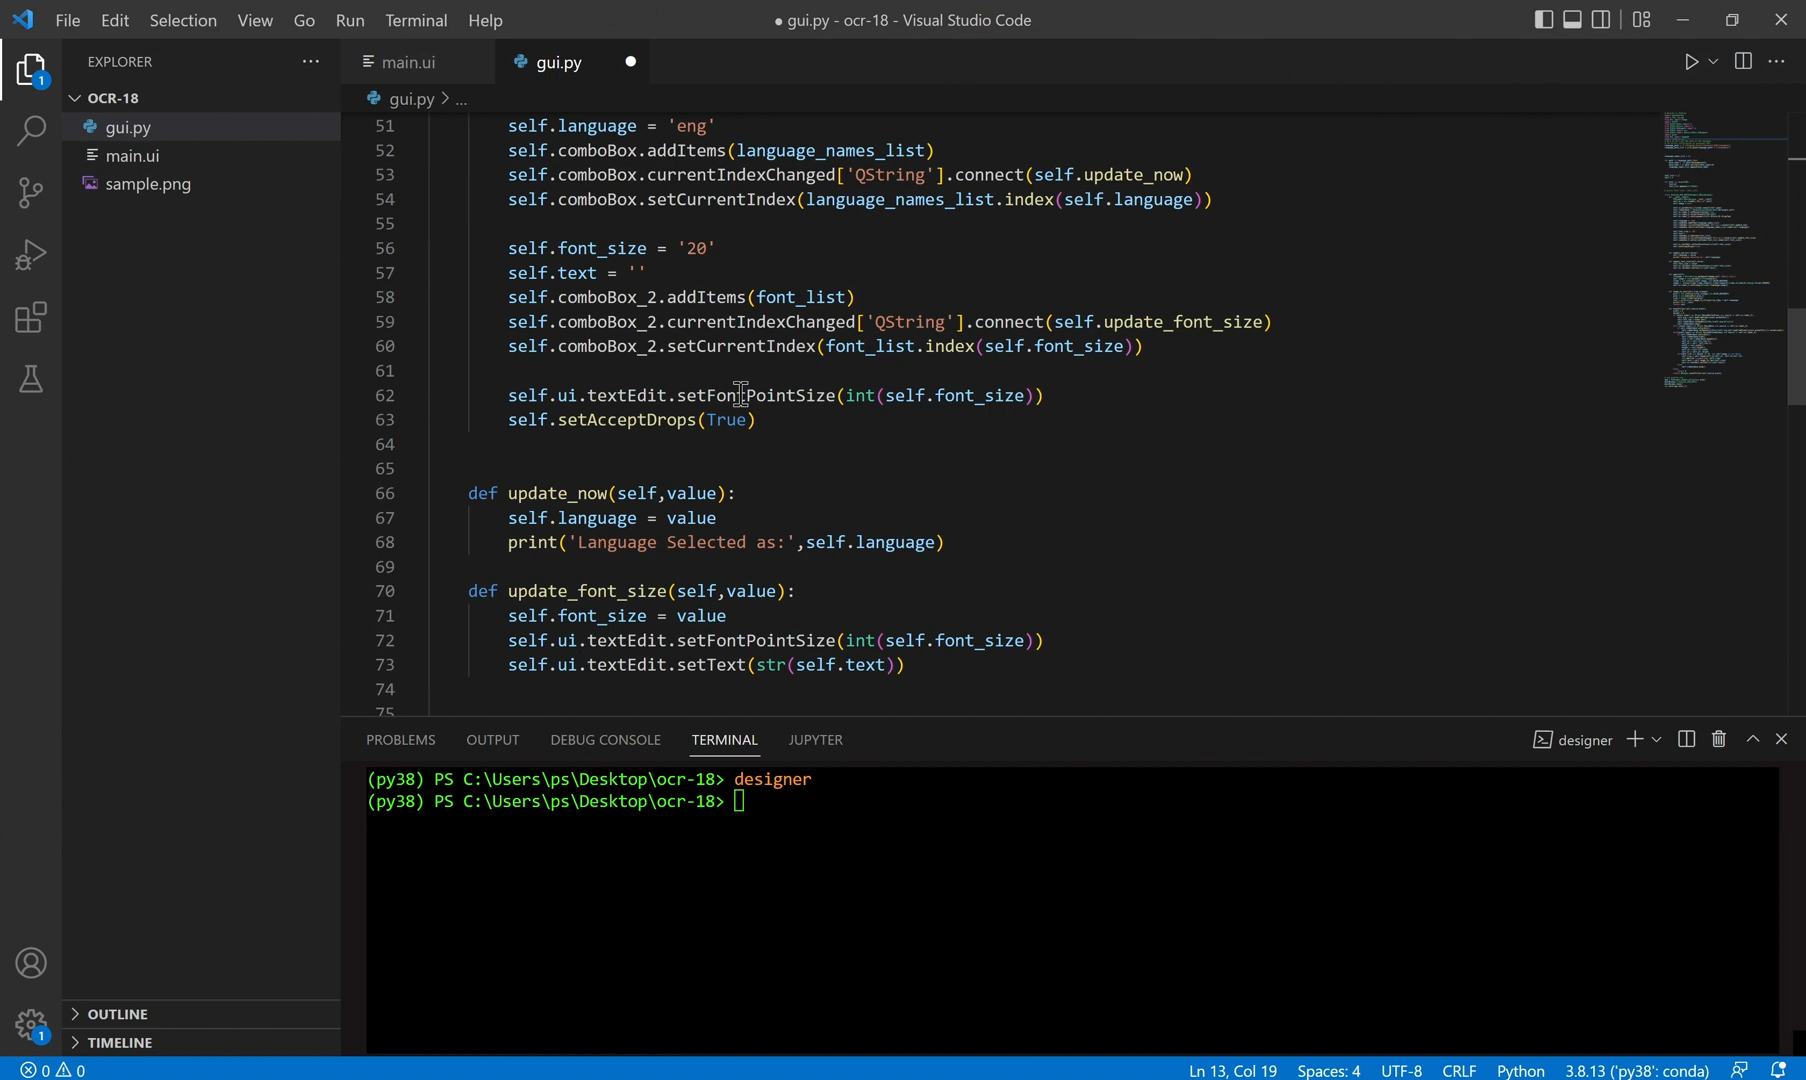 File Edit Selection View Go Run Terminal Help
● gui.py - ocr-18 - Visual Studio Code
EXPLORER
main.ui
gui.py
OCR-18
gui.py > ...
gui.py
main.ui
sample.png
1
51 self.language = 'eng'
52 self.comboBox.addItems(language_names_list)
53 self.comboBox.currentIndexChanged['QString'].connect(self.update_now)
54 self.comboBox.setCurrentIndex(language_names_list.index(self.language))
55
56 self.font_size = '20'
57 self.text = ''
58 self.comboBox_2.addItems(font_list)
59 self.comboBox_2.currentIndexChanged['QString'].connect(self.update_font_size)
60 self.comboBox_2.setCurrentIndex(font_list.index(self.font_size))
61
62 self.ui.textEdit.setFontPointSize(int(self.font_size))
63 self.setAcceptDrops(True)
64
65
66 def update_now(self,value):
67 self.language = value
68 print('Language Selected as:',self.language)
69
70 def update_font_size(self,value):
71 self.font_size = value
72 self.ui.textEdit.setFontPointSize(int(self.font_size))
73 self.ui.textEdit.setText(str(self.text))
74
75
PROBLEMS OUTPUT DEBUG CONSOLE TERMINAL JUPYTER
designer
(py38) PS C:\Users\ps\Desktop\ocr-18> designer
(py38) PS C:\Users\ps\Desktop\ocr-18>
OUTLINE
TIMELINE
1
0 0
Ln 13, Col 19 Spaces: 4 UTF-8 CRLF Python 3.8.13 ('py38': conda)